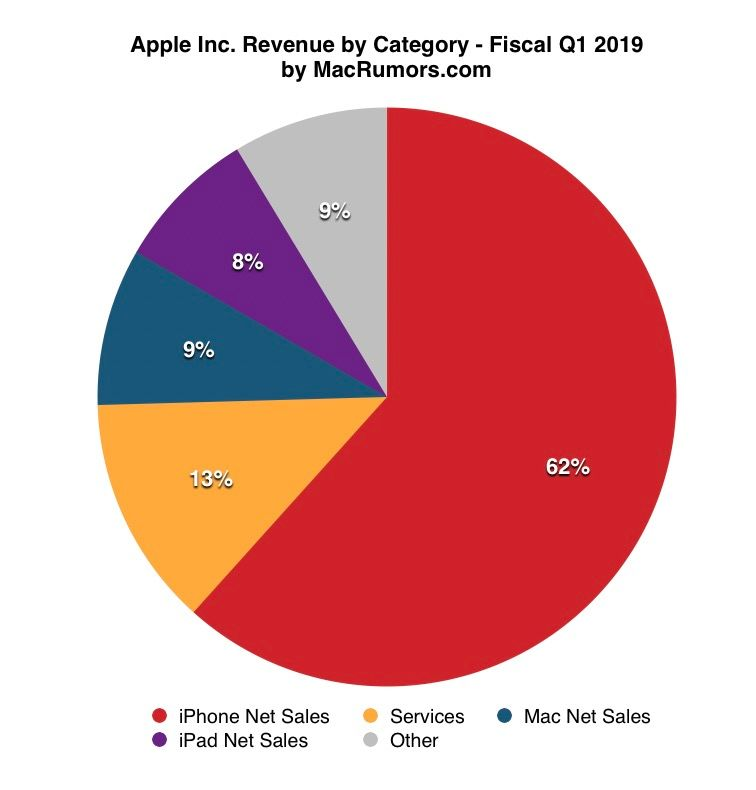 Apple Inc. Revenue by Category - Fiscal Q1 2019
by MacRumors.com
9%
8%
9%
62%
13%
iPhone Net Sales
Services
Mac Net Sales
iPad Net Sales
Other